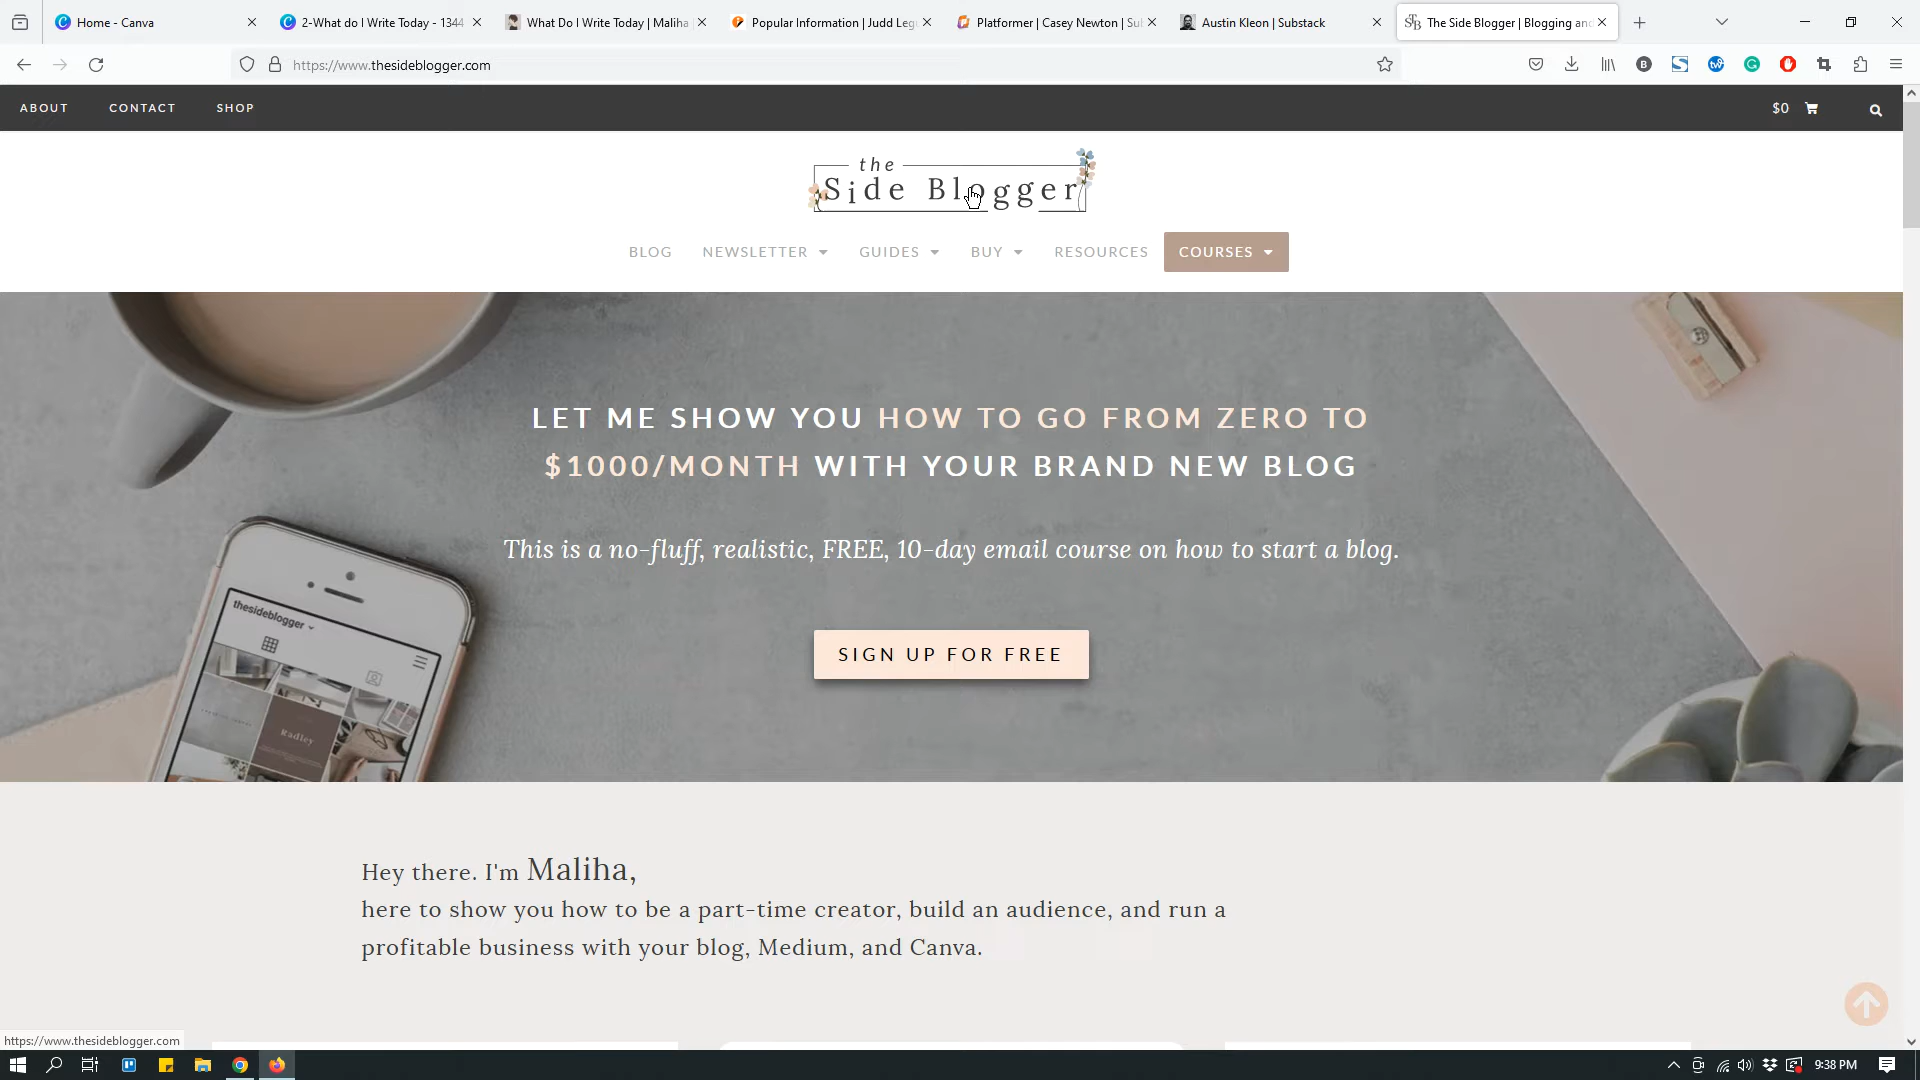 Home - Canva
2-What do I Write Today - 1344
What Do I Write Today | Maliha
Popular Information | Judd Leg
Platformer | Casey Newton | Su
Austin Kleon | Substack
The Side Blogger | Blogging an
https://www.thesideblogger.com
ABOUT
CONTACT
SHOP
$0
the
Side Blogger
BLOG
NEWSLETTER
GUIDES
BUY
RESOURCES
COURSES
LET ME SHOW YOU HOW TO GO FROM ZERO TO
$1000/MONTH WITH YOUR BRAND NEW BLOG
This is a no-fluff, realistic, FREE, 10-day email course on how to start a blog.
thesideblogger
Radley
SIGN UP FOR FREE
Hey there. I'm Maliha,
here to show you how to be a part-time creator, build an audience, and run a
profitable business with your blog, Medium, and Canva.
https://www.thesideblogger.com
9:38 PM